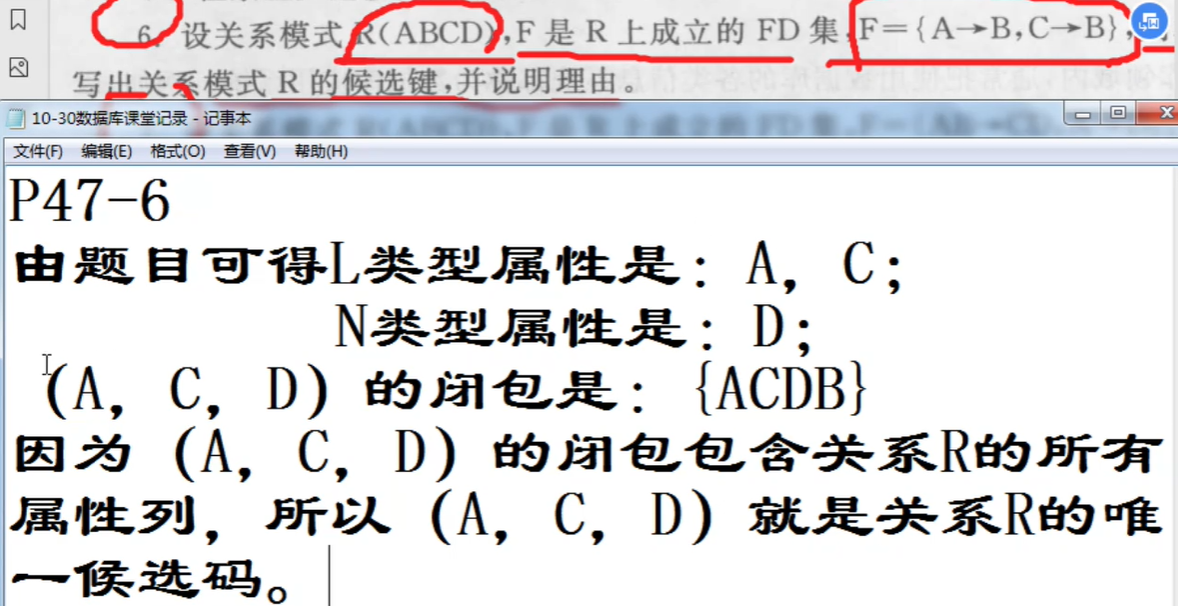 6. 设关系模式 R(ABCD),F 是 R 上成立的 FD 集,F={A→B,C→B},
写出关系模式 R 的候选键,并说明理由。
10-30数据库课堂记录 - 记事本
文件(F) 编辑(E) 格式(O) 查看(V) 帮助(H)
P47-6
由题目可得L类型属性是：A，C；
N类型属性是：D；
（A，C，D）的闭包是：{ACDB}
因为（A，C，D）的闭包包含关系R的所有
属性列，所以（A，C，D）就是关系R的唯
一候选码。